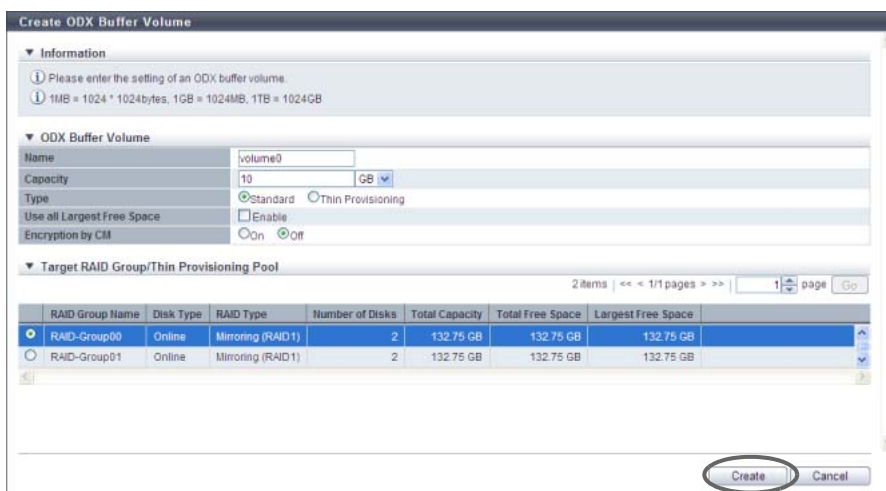 Create ODX Buffer Volume
▼ Information
Please enter the setting of an ODX buffer volume.
1MB = 1024 * 1024bytes, 1GB = 1024MB, 1TB = 1024GB
▼ ODX Buffer Volume
Name volume0
Capacity 10 GB
Type Standard Thin Provisioning
Use all Largest Free Space Enable
Encryption by CM On Off
▼ Target RAID Group/Thin Provisioning Pool
2 items | << < 1/1 pages > >> | 1 page Go
RAID Group Name Disk Type RAID Type Number of Disks Total Capacity Total Free Space Largest Free Space
RAID-Group00 Online Mirroring (RAID1) 2 132.75 GB 132.75 GB 132.75 GB
RAID-Group01 Online Mirroring (RAID1) 2 132.75 GB 132.75 GB 132.75 GB
Create Cancel